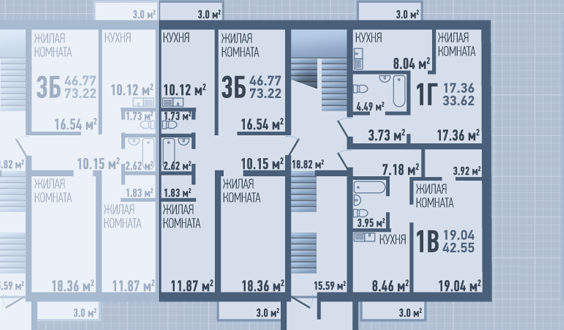 3.0 м²
3.0 м²
3.0 м²
ЖИЛАЯ
КОМНАТА
КУХНЯ
КУХНЯ
ЖИЛАЯ
КОМНАТА
КУХНЯ
ЖИЛАЯ
КОМНАТА
8.04 м²
3Б 46.77
73.22
10.12 м²
10.12 м²
3Б 46.77
73.22
1Г 17.36
33.62
4.49 м²
1.73 м²
1.73 м²
16.54 м²
16.54 м²
3.73 м²
17.36 м²
8.82 м²
10.15 м²
2.62 м²
2.62 м²
10.15 м²
18.82 м²
7.18 м²
3.92 м²
1.83 м²
1.83 м²
ЖИЛАЯ
КОМНАТА
ЖИЛАЯ
КОМНАТА
ЖИЛАЯ
КОМНАТА
ЖИЛАЯ
КОМНАТА
ЖИЛАЯ
КОМНАТА
3.95 м²
КУХНЯ
1В 19.04
42.55
5.59 м²
18.36 м²
11.87 м²
11.87 м²
18.36 м²
15.59 м²
8.46 м²
19.04 м²
3.0 м²
3.0 м²
3.0 м²